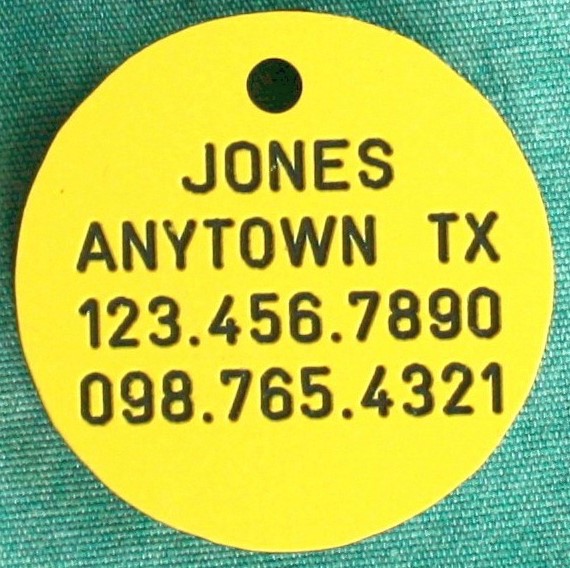 JONES
ANYTOWN TX
123.456.7890
098.765.4321